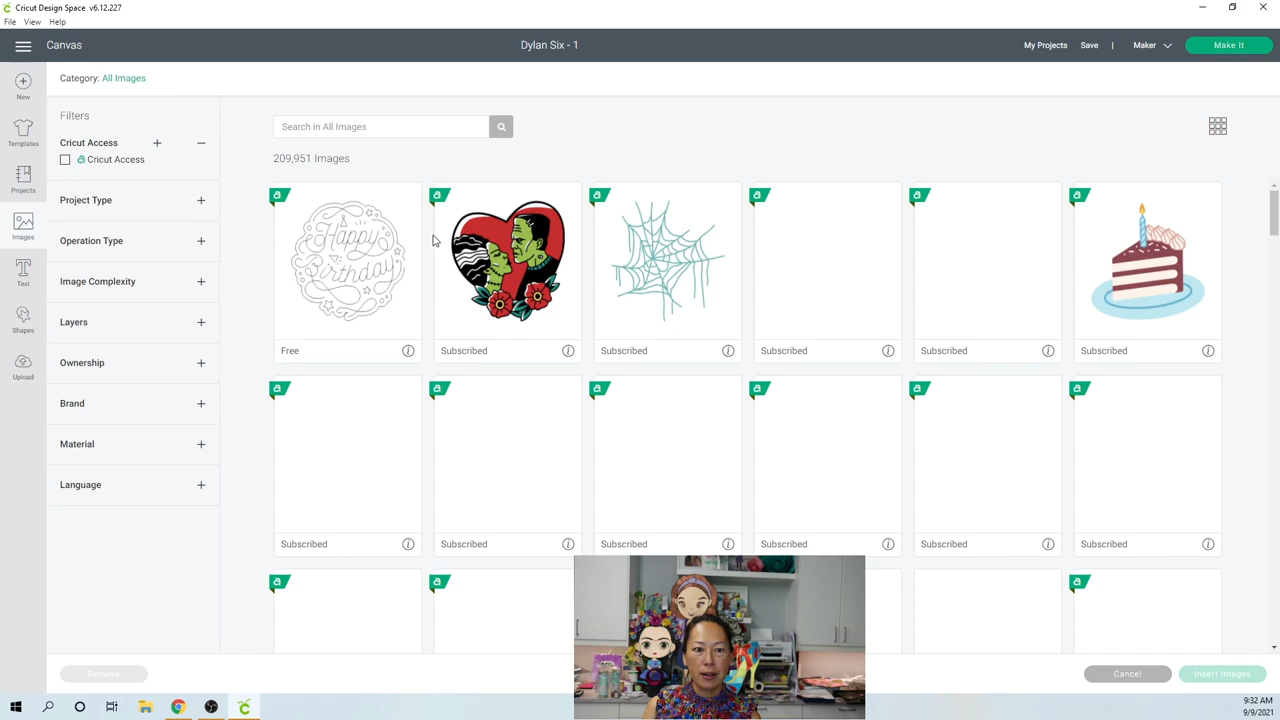 Cricut Design Space v6.12.227
File View Help
Canvas
Dylan Six - 1
My Projects Save | Maker Make It
New
Templates
Projects
Images
Text
Shapes
Upload
Category: All Images
Filters
Cricut Access
Cricut Access
Project Type
Operation Type
Image Complexity
Layers
Ownership
Brand
Material
Language
Remove
Search in All Images
209,951 Images
Happy
Birthday
Free
Subscribed
Subscribed
Subscribed
Subscribed
Subscribed
Subscribed
Subscribed
Subscribed
Subscribed
Subscribed
Subscribed
Cancel
Insert Images
9:32 AM
9/9/2021